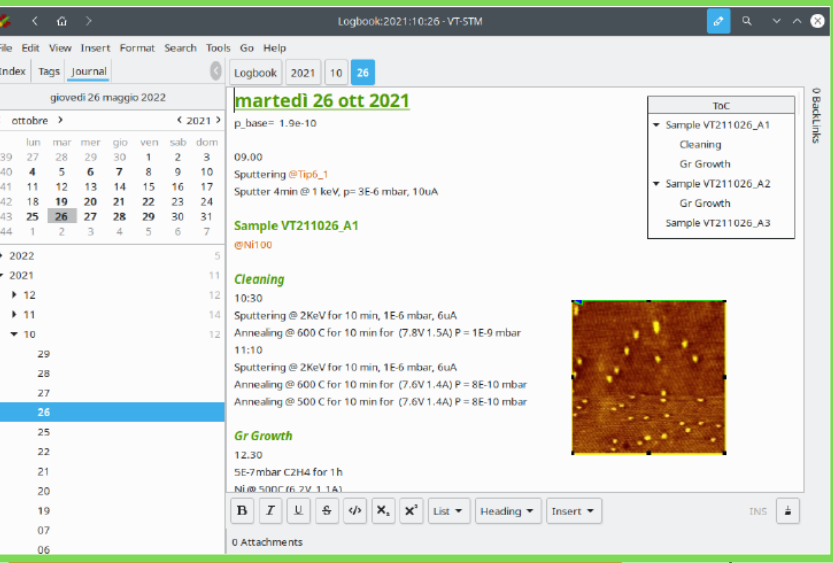 Logbook:2021:10:26 - VT-STM
File Edit View Insert Format Search Tools Go Help
Index Tags Journal
Logbook 2021 10 26
giovedì 26 maggio 2022
ottobre > < 2021 >
lun mar mer gio ven sab dom
39 27 28 29 30 1 2 3
40 4 5 6 7 8 9 10
41 11 12 13 14 15 16 17
42 18 19 20 21 22 23 24
43 25 26 27 28 29 30 31
44 1 2 3 4 5 6 7
2022 5
2021 11
12 12
11 14
10 12
29
28
27
26
25
22
21
20
19
07
06
martedì 26 ott 2021
p_base= 1.9e-10
09.00
Sputtering @Tip6_1
Sputter 4min @ 1 keV, p= 3E-6 mbar, 10uA
Sample VT211026_A1
@Ni100
Cleaning
10:30
Sputtering @ 2KeV for 10 min, 1E-6 mbar, 6uA
Annealing @ 600 C for 10 min for (7.8V 1.5A) P = 1E-9 mbar
11:10
Sputtering @ 2KeV for 10 min, 1E-6 mbar, 6uA
Annealing @ 600 C for 10 min for (7.6V 1.4A) P = 8E-10 mbar
Annealing @ 500 C for 10 min for (7.6V 1.4A) P = 8E-10 mbar
Gr Growth
12.30
5E-7mbar C2H4 for 1h
Ni @ 500C (6.2V 1.1A)
ToC
Sample VT211026_A1
Cleaning
Gr Growth
Sample VT211026_A2
Gr Growth
Sample VT211026_A3
0 BackLinks
B I U S </> X₁ X¹ List Heading Insert INS
0 Attachments